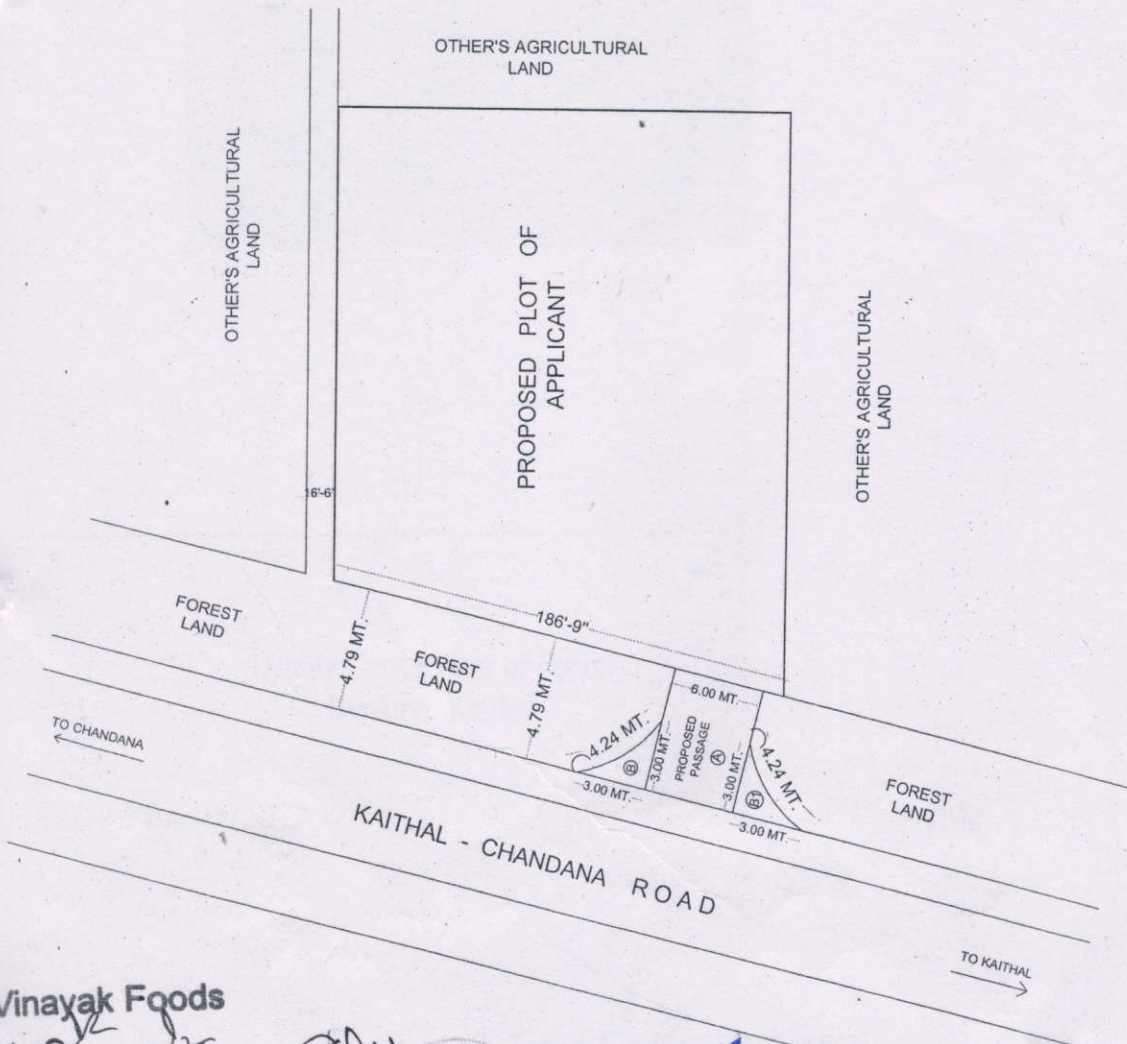 OTHER'S AGRICULTURAL
LAND
OTHER'S AGRICULTURAL
LAND
PROPOSED PLOT OF
APPLICANT
OTHER'S AGRICULTURAL
LAND
16'-6"
186'-9"
FOREST
LAND
4.79 MT.
FOREST
LAND
4.79 MT.
6.00 MT.
4.24 MT.
B
3.00 MT.
PROPOSED
PASSAGE
A
3.00 MT.
4.24 MT.
B1
3.00 MT.
3.00 MT.
FOREST
LAND
TO CHANDANA
KAITHAL - CHANDANA ROAD
TO KAITHAL
Vinayak Foods